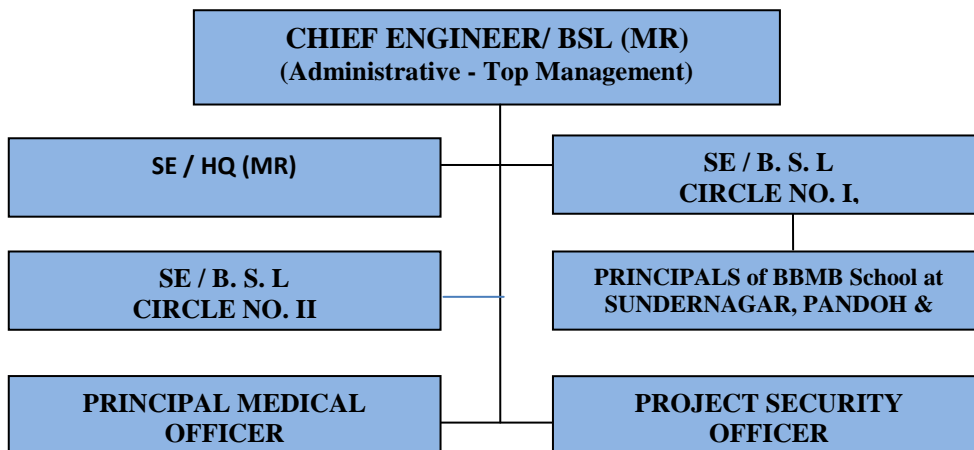 CHIEF ENGINEER/ BSL (MR)
(Administrative - Top Management)
SE / HQ (MR)
SE / B. S. L
CIRCLE NO. I,
SE / B. S. L
CIRCLE NO. II
PRINCIPALS of BBMB School at
SUNDERNAGAR, PANDOH &
PRINCIPAL MEDICAL
OFFICER
PROJECT SECURITY
OFFICER